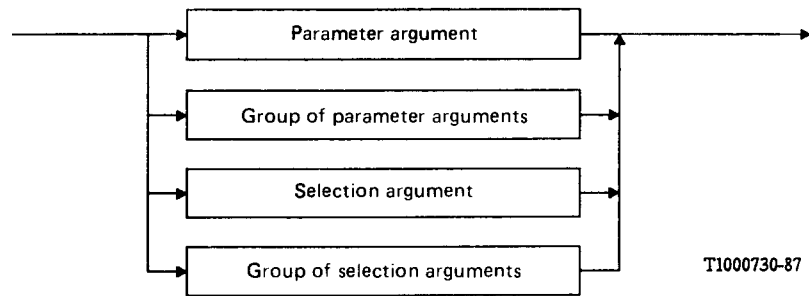 Parameter argument
Group of parameter arguments
Selection argument
Group of selection arguments
T1000730-87